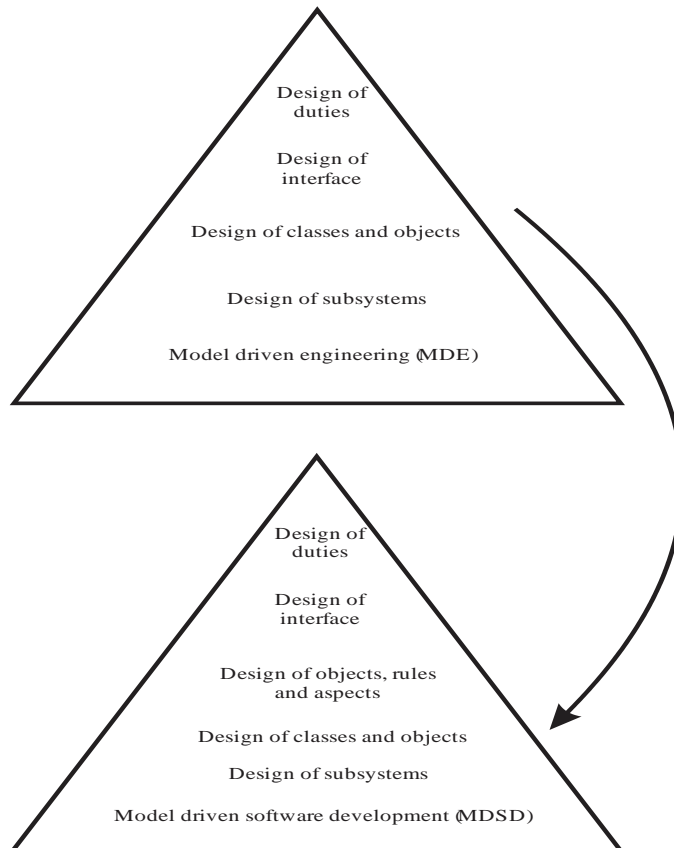 Design of
duties
Design of
interface
Design of classes and objects
Design of subsystems
Model driven engineering (MDE)
Design of
duties
Design of
interface
Design of objects, rules
and aspects
Design of classes and objects
Design of subsystems
Model driven software development (MDSD)